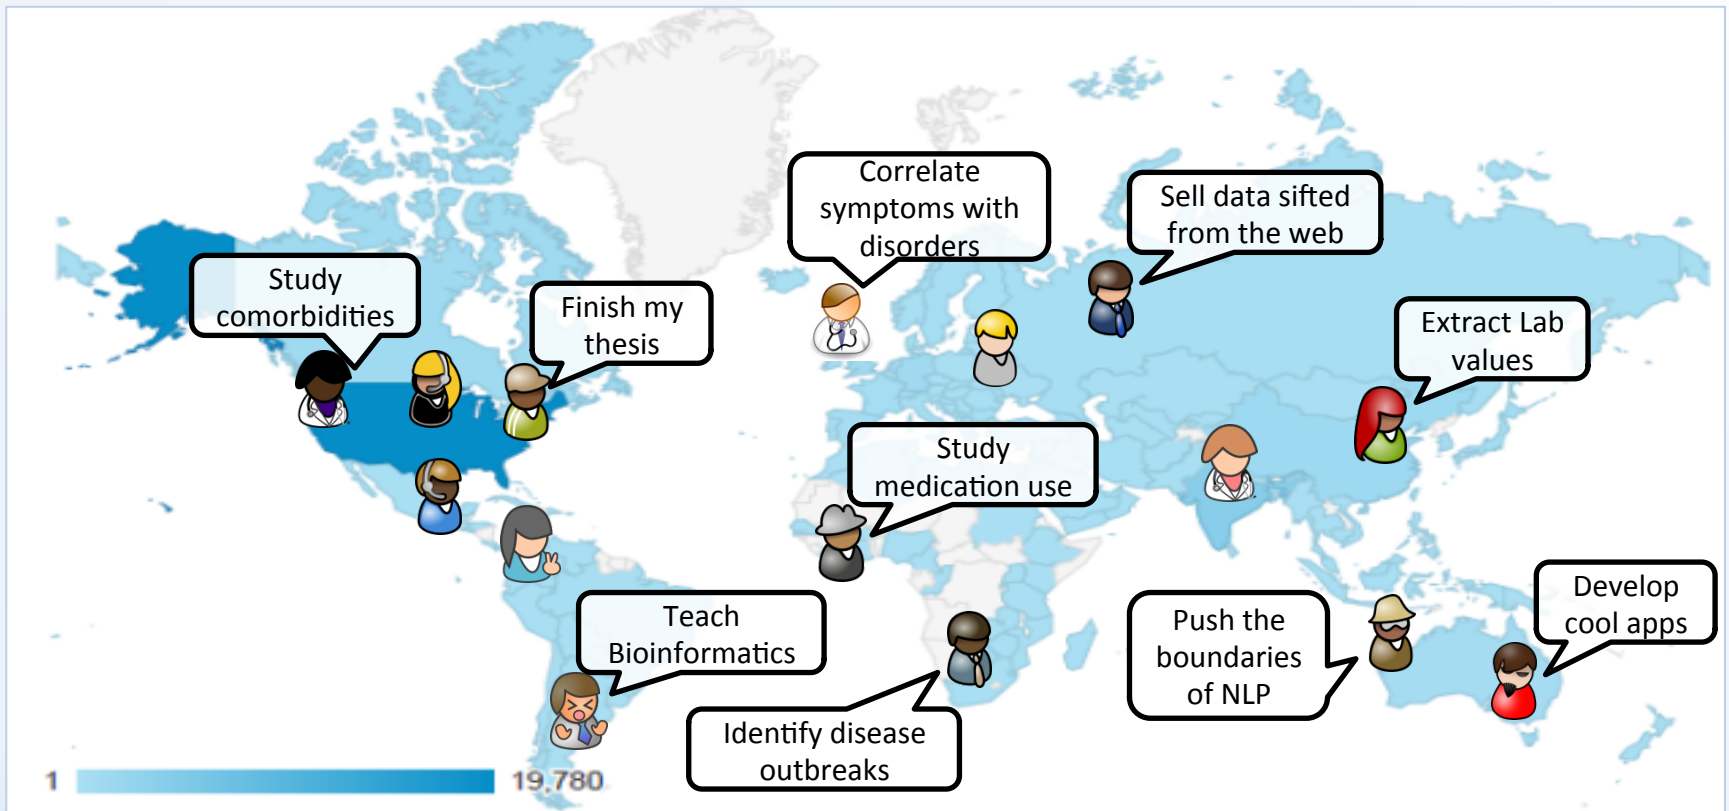 Correlate
symptoms with
disorders
Sell data sifted
from the web
Study
comorbidities
Finish my
thesis
Extract Lab
values
Study
medication use
Teach
Bioinformatics
Push the
boundaries
of NLP
Develop
cool apps
Identify disease
outbreaks
1
19,780